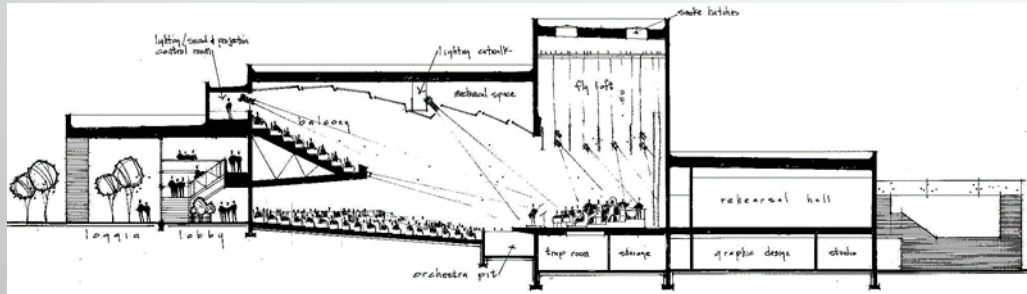 smoke hatches
lighting/sound & projection
control room
lighting catwalk
mechanical space
fly loft
balcony
rehearsal hall
loggia
lobby
orchestra pit
trap room
storage
graphic design
studio